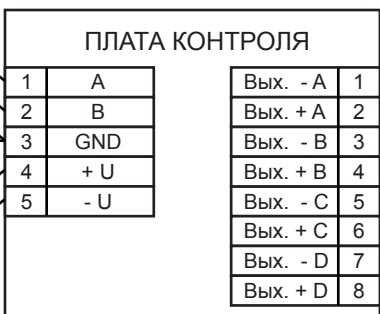 ПЛАТА КОНТРОЛЯ
1 A Вых. - A 1
2 B Вых. + A 2
3 GND Вых. - B 3
4 + U Вых. + B 4
5 - U Вых. - C 5
Вых. + C 6
Вых. - D 7
Вых. + D 8